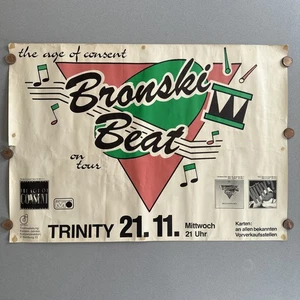 the age of consent
Bronski
Beat
on
tour
TRINITY 21. 11. Mittwoch
21 Uhr
Karten:
an allen bekannten
Vorverkaufsstellen